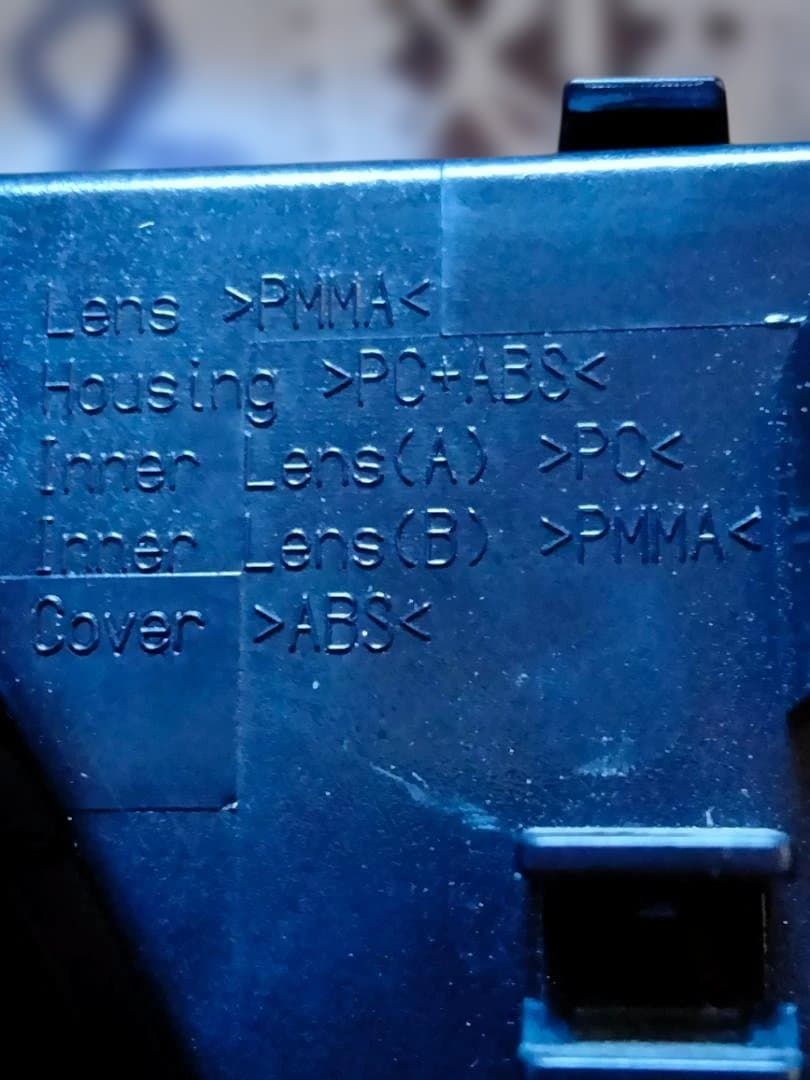 Lens >PMMA<
Housing >PC+ABS<
Inner Lens(A) >PC<
Inner Lens(B) >PMMA<
Cover >ABS<